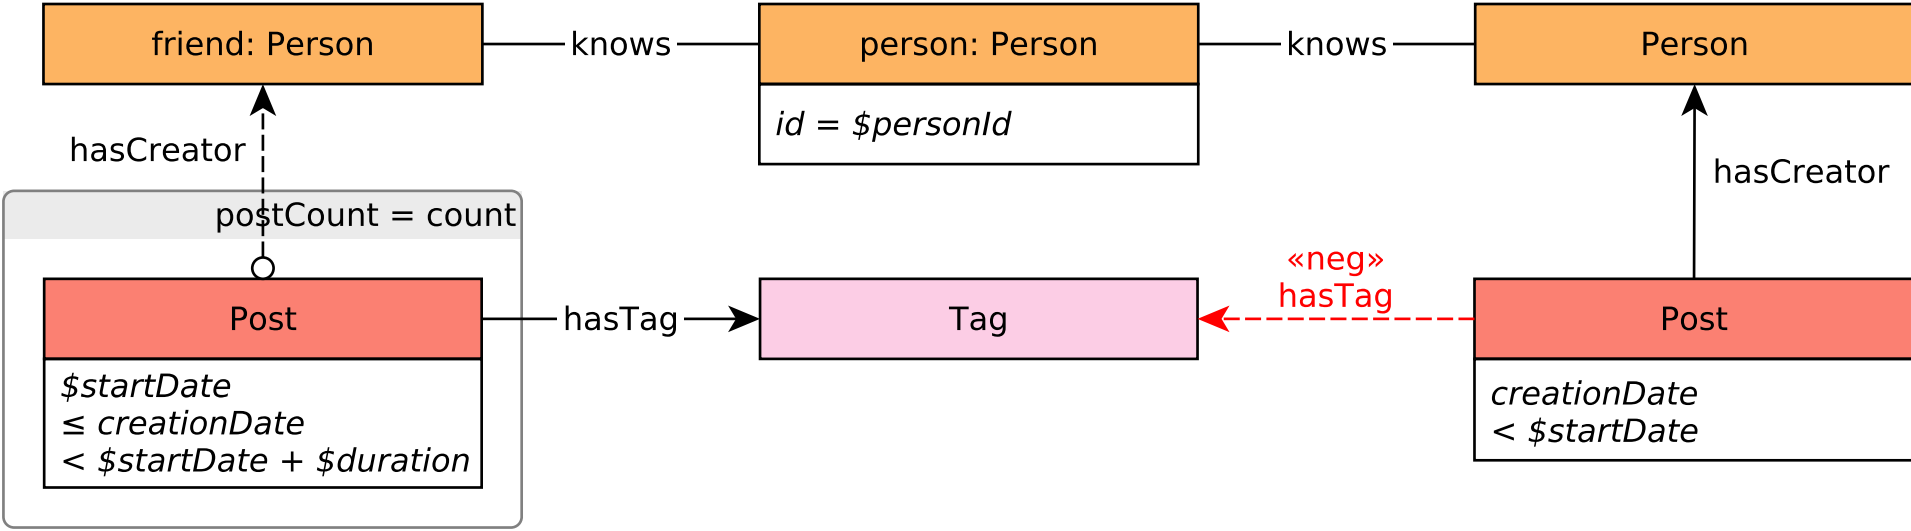 friend: Person
knows
person: Person
knows
Person
id = $personId
hasCreator
hasCreator
postCount = count
«neg»
hasTag
Post
hasTag
Tag
Post
$startDate
≤ creationDate
< $startDate + $duration
creationDate
< $startDate